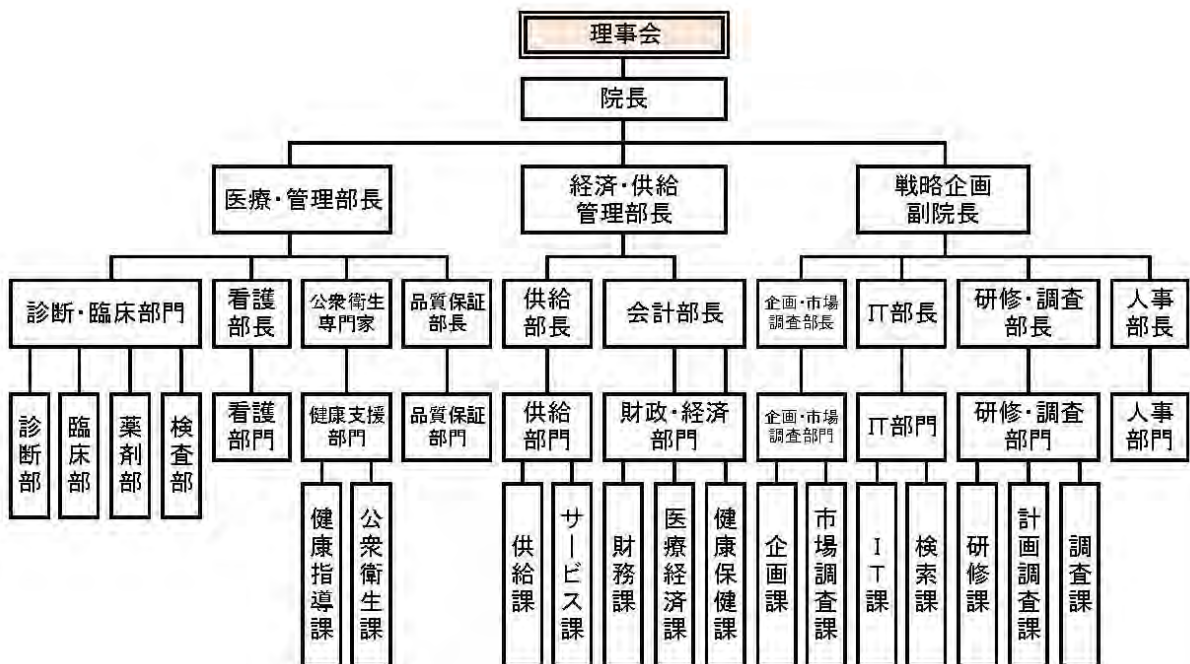 理事会
院長
医療・管理部長
経済・供給
管理部長
戦略企画
副院長
診断・臨床部門
看護
部長
公衆衛生
専門家
品質保証
部長
供給
部長
会計部長
企画・市場
調査部長
IT部長
研修・調査
部長
人事
部長
診断部
臨床部
薬剤部
検査部
看護
部門
健康支援
部門
品質保証
部門
供給
部門
財政・経済
部門
企画・市場
調査部門
IT部門
研修・調査
部門
人事
部門
健康指導課
公衆衛生課
供給課
サービス課
財務課
医療経済課
健康保健課
企画課
市場調査課
IT課
検索課
研修課
計画調査課
調査課